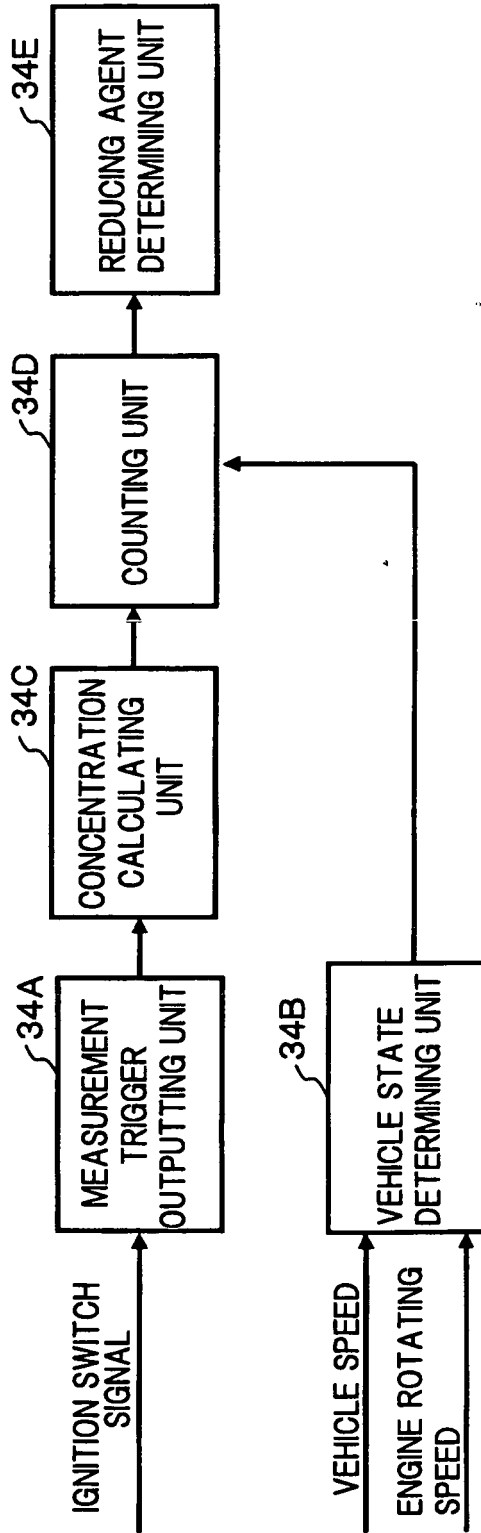 IGNITION SWITCH
SIGNAL
34A
MEASUREMENT
TRIGGER
OUTPUTTING UNIT
34C
CONCENTRATION
CALCULATING
UNIT
34D
COUNTING UNIT
34E
REDUCING AGENT
DETERMINING UNIT
VEHICLE SPEED
ENGINE ROTATING
SPEED
34B
VEHICLE STATE
DETERMINING UNIT